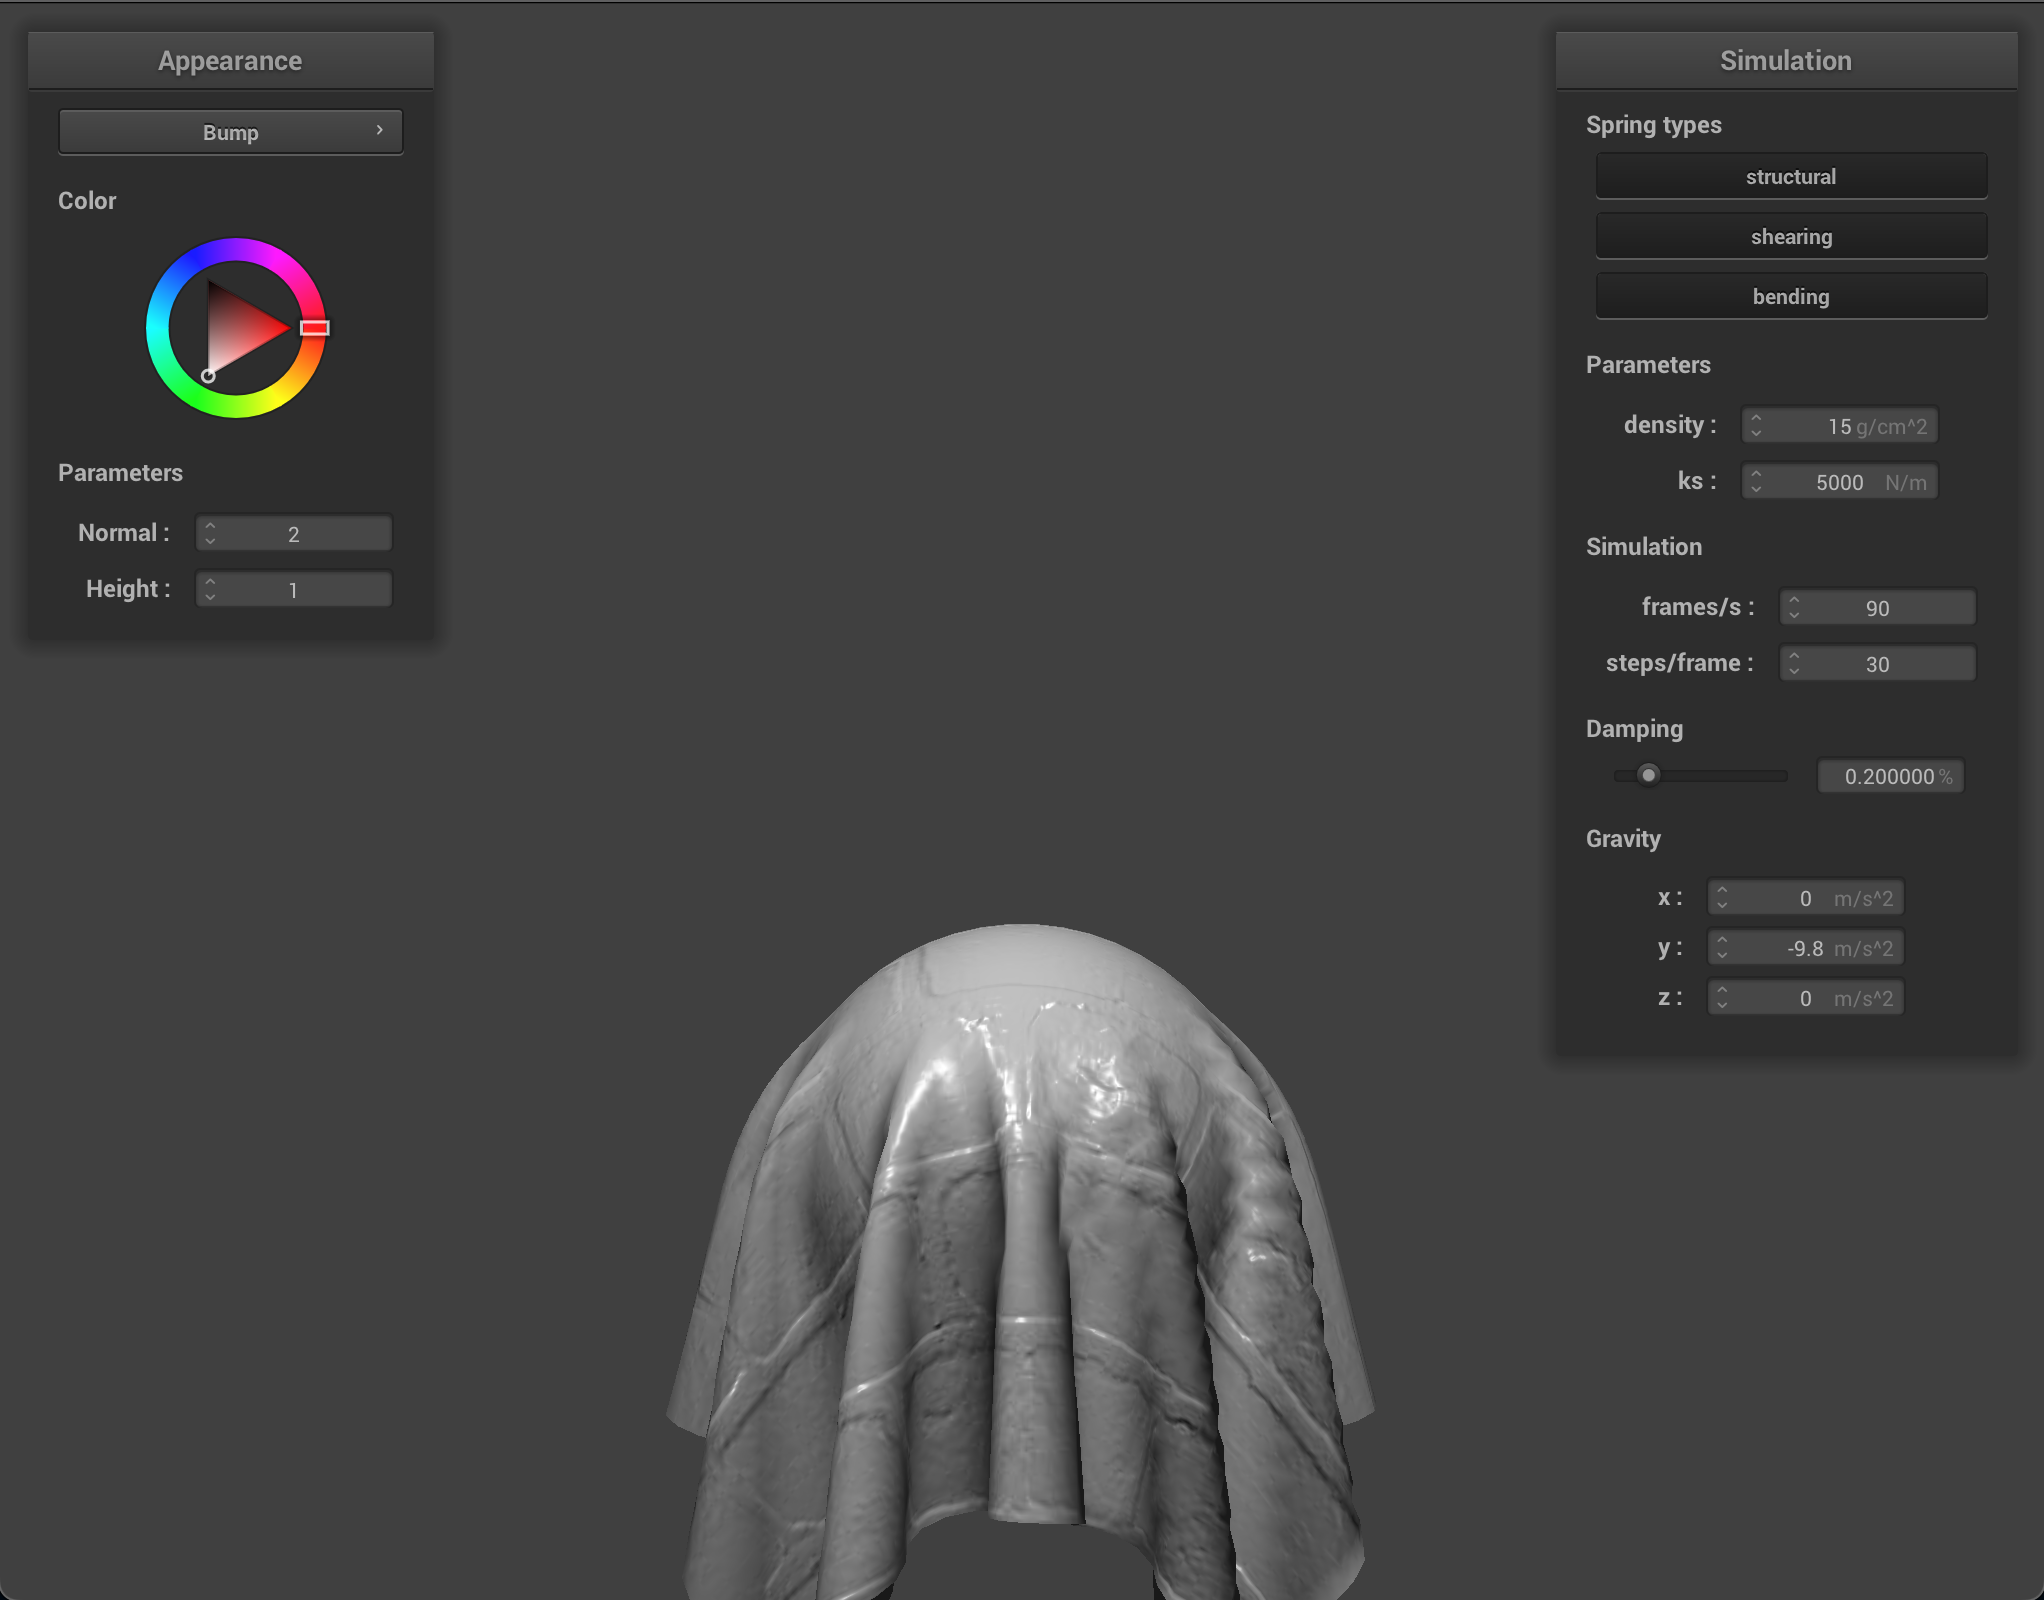 Appearance
Bump
Color
Parameters
Normal : 2
Height : 1
Simulation
Spring types
structural
shearing
bending
Parameters
density : 15 g/cm^2
ks : 5000 N/m
Simulation
frames/s : 90
steps/frame : 30
Damping
0.200000 %
Gravity
x : 0 m/s^2
y : -9.8 m/s^2
z : 0 m/s^2